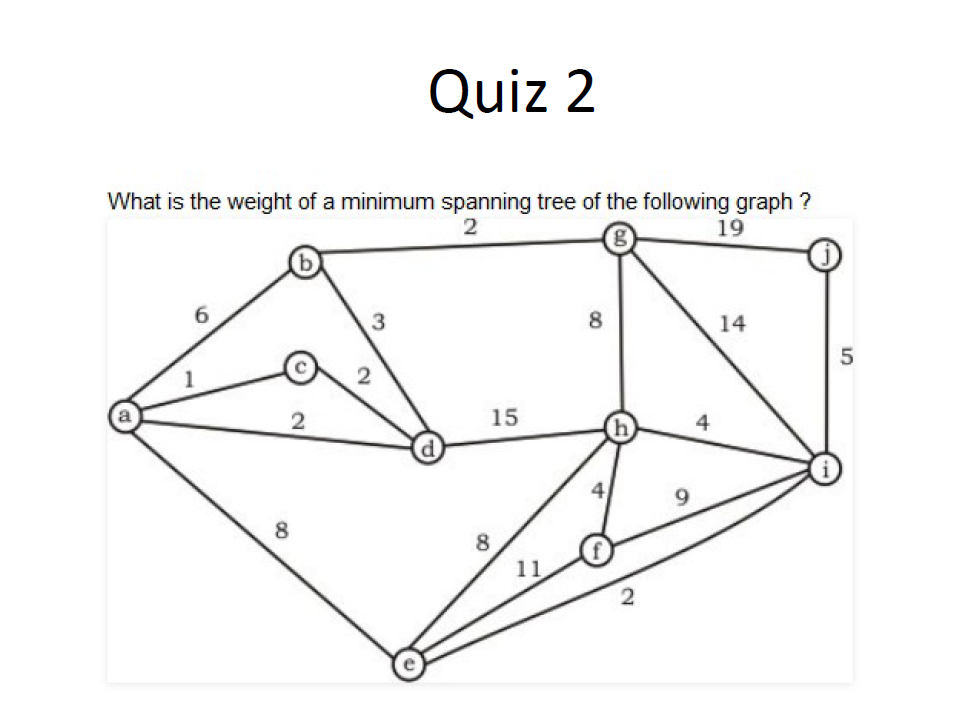 Quiz 2
What is the weight of a minimum spanning tree of the following graph ?
2
19
g
b
j
6
3
8
14
5
c
1
2
a
2
15
4
h
d
i
4
9
8
8
f
11
2
e